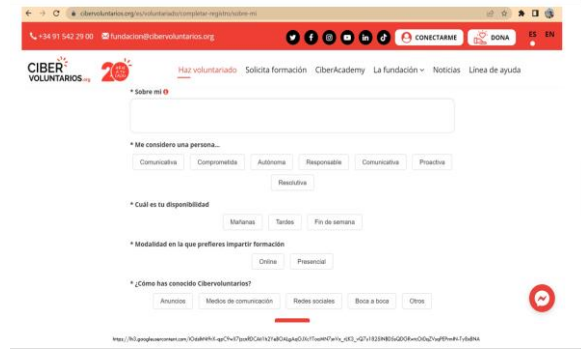 cibervoluntarios.org/es/voluntariado/completar-registro/sobre-mi
+34 91 542 29 00 fundacion@cibervoluntarios.org CONECTARME DONA ES EN
CIBER
VOLUNTARIOS.org
20
Haz voluntariado Solicita formación CiberAcademy La fundación Noticias Línea de ayuda
* Sobre mi
* Me considero una persona...
Comunicativa Comprometida Autónoma Responsable Comunicativa Proactiva
Resolutiva
* Cuál es tu disponibilidad
Mañanas Tardes Fin de semana
* Modalidad en la que prefieres impartir formación
Online Presencial
* ¿Cómo has conocido Cibervoluntarios?
Anuncios Medios de comunicación Redes sociales Boca a boca Otros